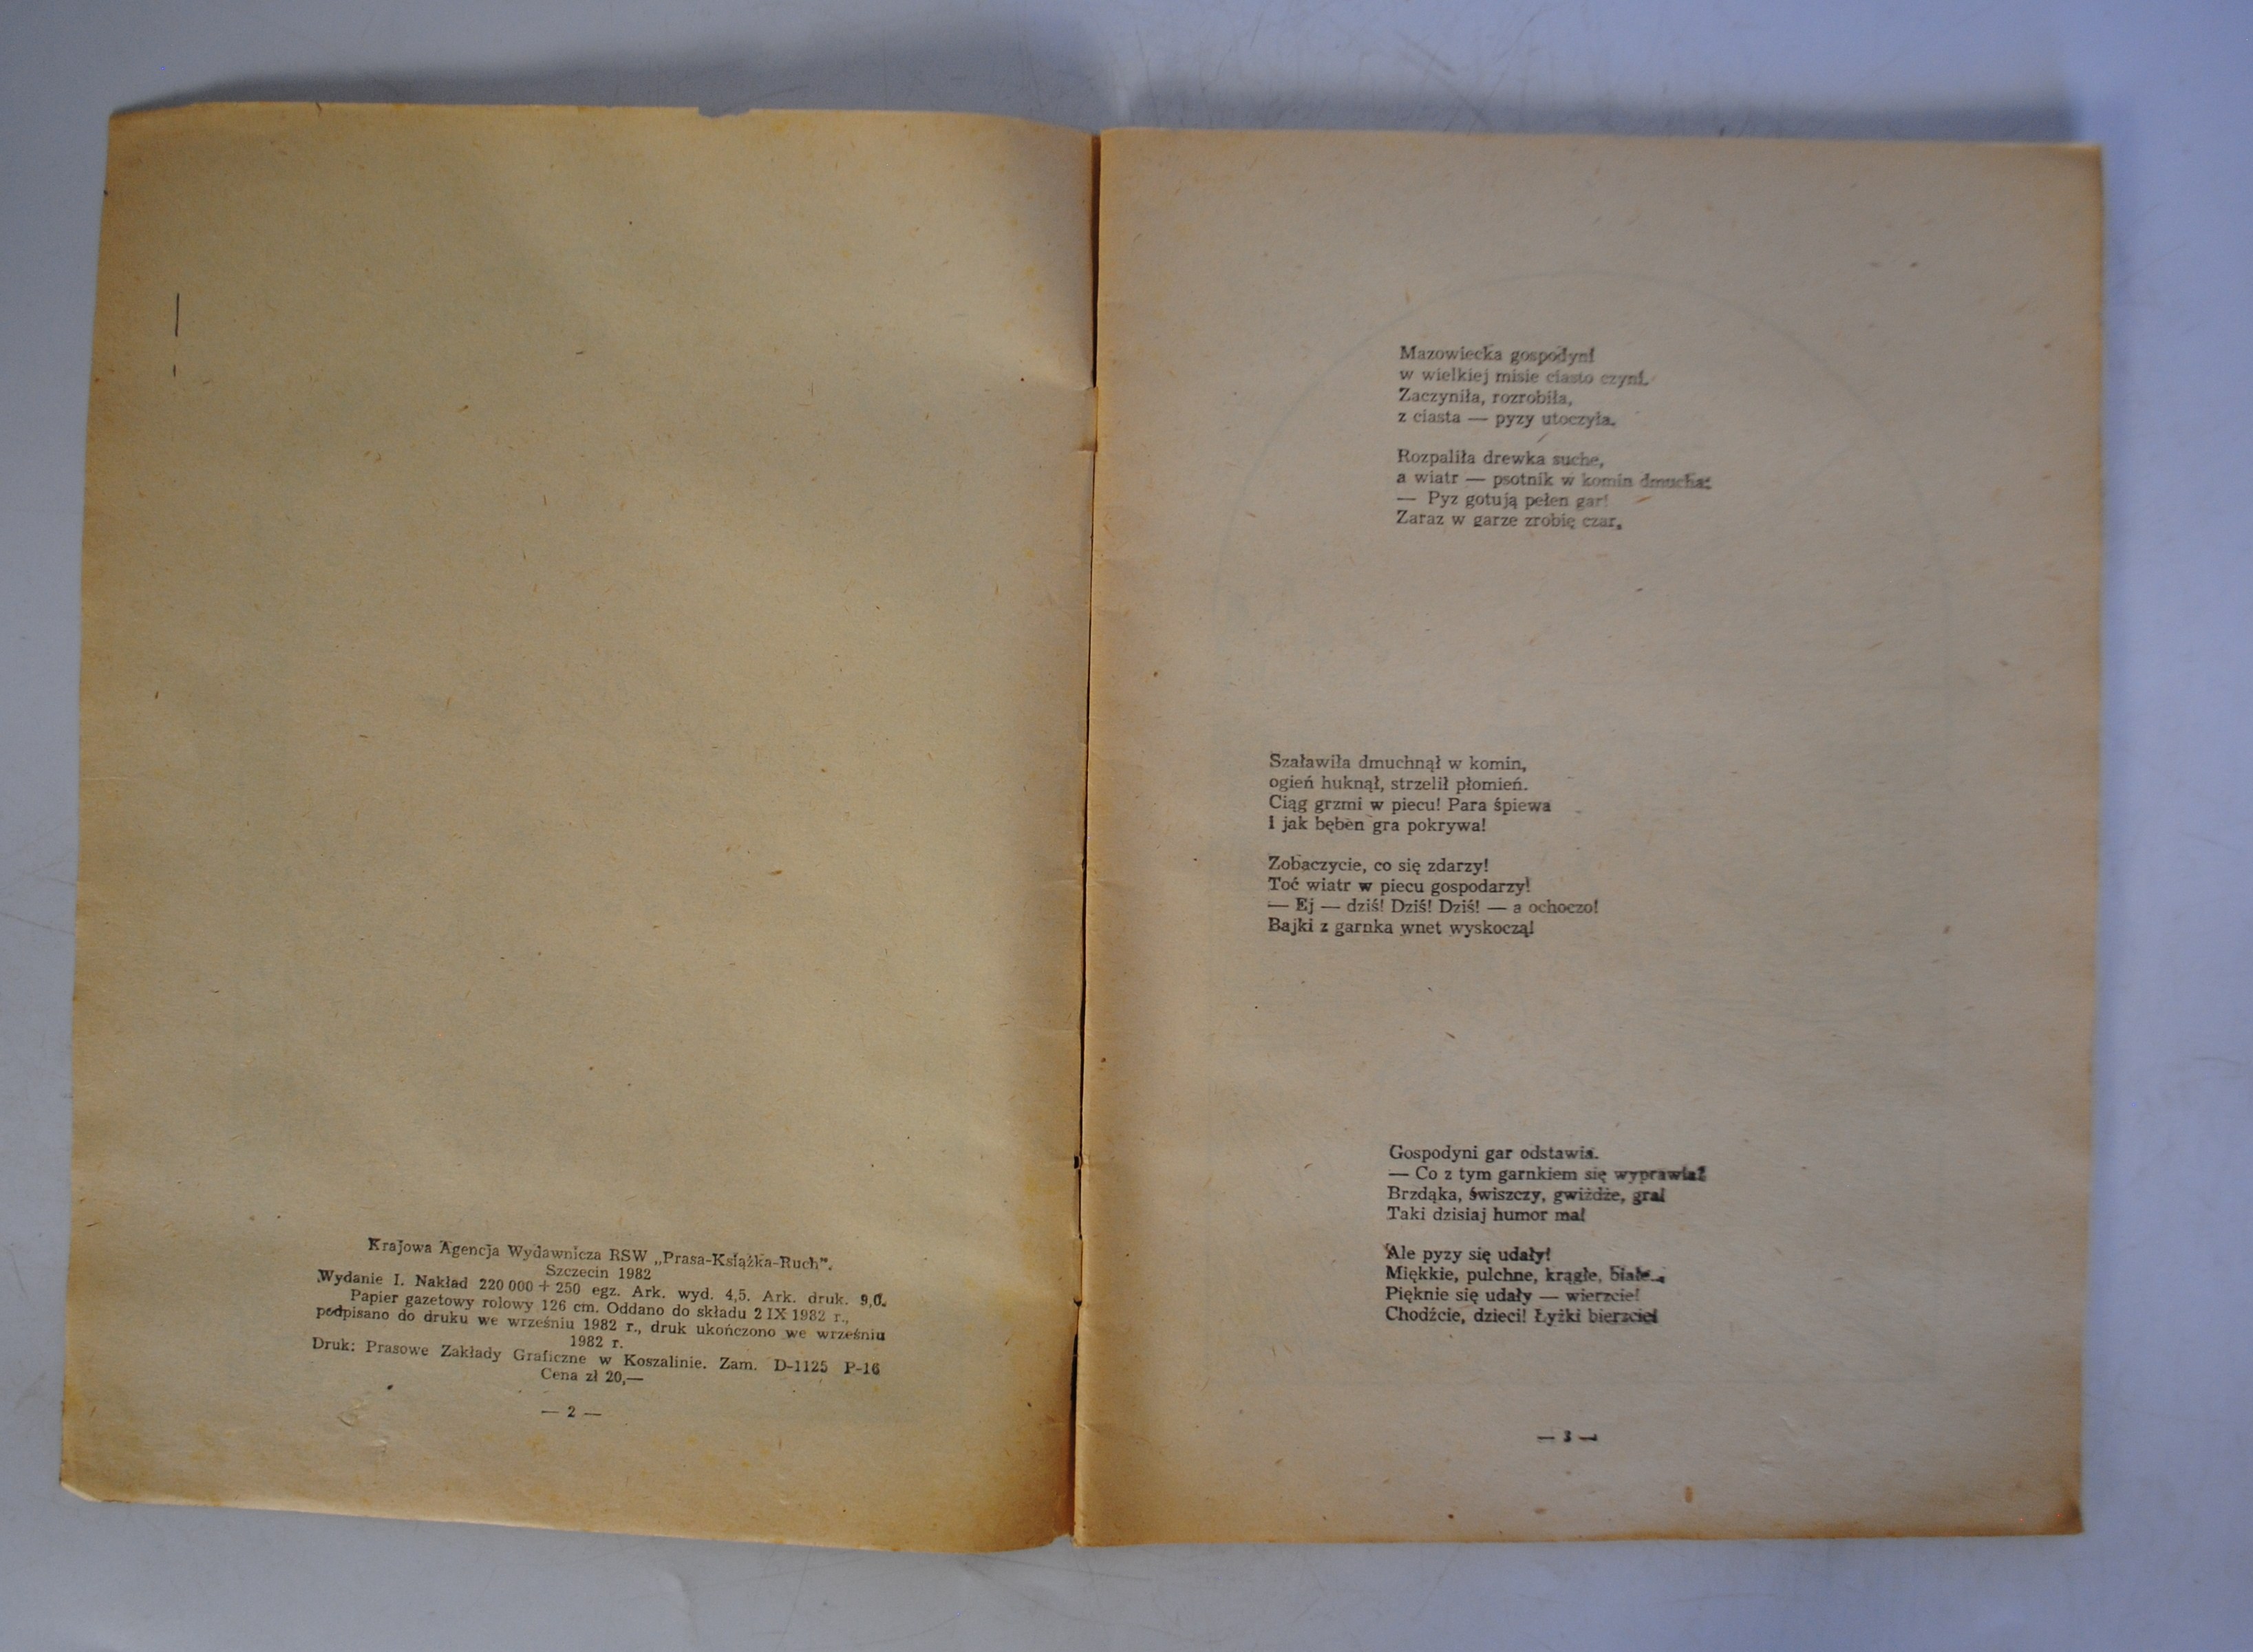 Krajowa Agencja Wydawnicza RSW „Prasa-Książka-Ruch”.
Szczecin 1982
Wydanie I. Nakład 220 000 + 250 egz. Ark. wyd. 4,5. Ark. druk. 9,0.
Papier gazetowy rolowy 126 cm. Oddano do składu 2 IX 1982 r.,
podpisano do druku we wrześniu 1982 r., druk ukończono we wrześniu
1982 r.
Druk: Prasowe Zakłady Graficzne w Koszalinie. Zam. D-1125 P-16
Cena zł 20,—
— 2 —
Mazowiecka gospodyni
w wielkiej misie ciasto czyni.
Zaczyniła, rozrobiła,
z ciasta — pyzy utoczyła.
Rozpaliła drewka suche,
a wiatr — psotnik w komin dmucha:
— Pyz gotują pełen gar!
Zaraz w garze zrobię czar.
Szaławiła dmuchnął w komin,
ogień huknął, strzelił płomień.
Ciąg grzmi w piecu! Para śpiewa
I jak bęben gra pokrywa!
Zobaczycie, co się zdarzy!
Toć wiatr w piecu gospodarzy!
— Ej — dziś! Dziś! Dziś! — a ochoczo!
Bajki z garnka wnet wyskoczą!
Gospodyni gar odstawia.
— Co z tym garnkiem się wyprawia?
Brzdąka, świszczy, gwiżdże, gra!
Taki dzisiaj humor ma!
Ale pyzy się udały!
Miękkie, pulchne, krągłe, białe...
Pięknie się udały — wierzcie!
Chodźcie, dzieci! Łyżki bierzcie!
— 3 —